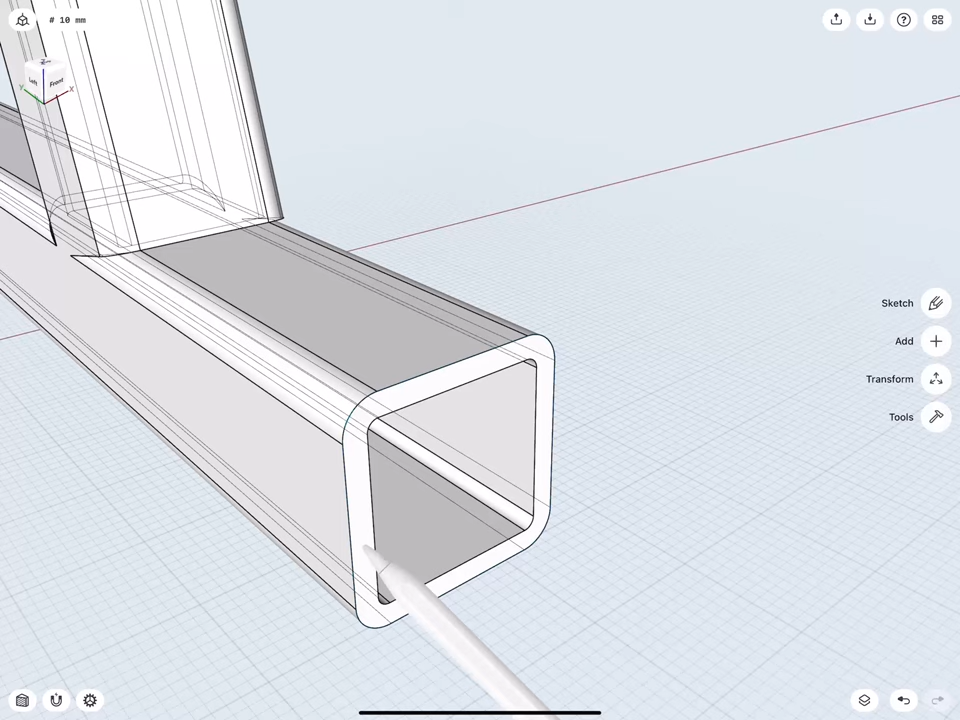 # 10 mm
Left
Front
Y
X
Sketch
Add
Transform
Tools